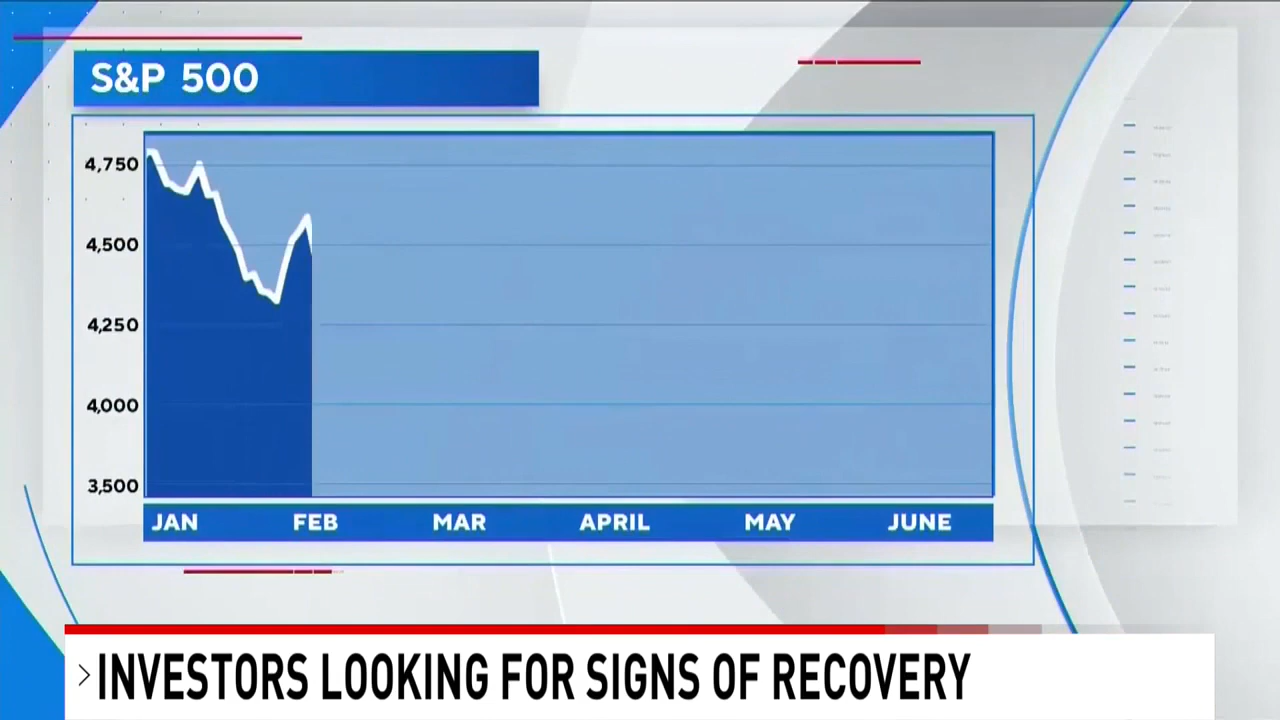 S&P 500
4,750
4,500
4,250
4,000
3,500
JAN FEB MAR APRIL MAY JUNE
INVESTORS LOOKING FOR SIGNS OF RECOVERY